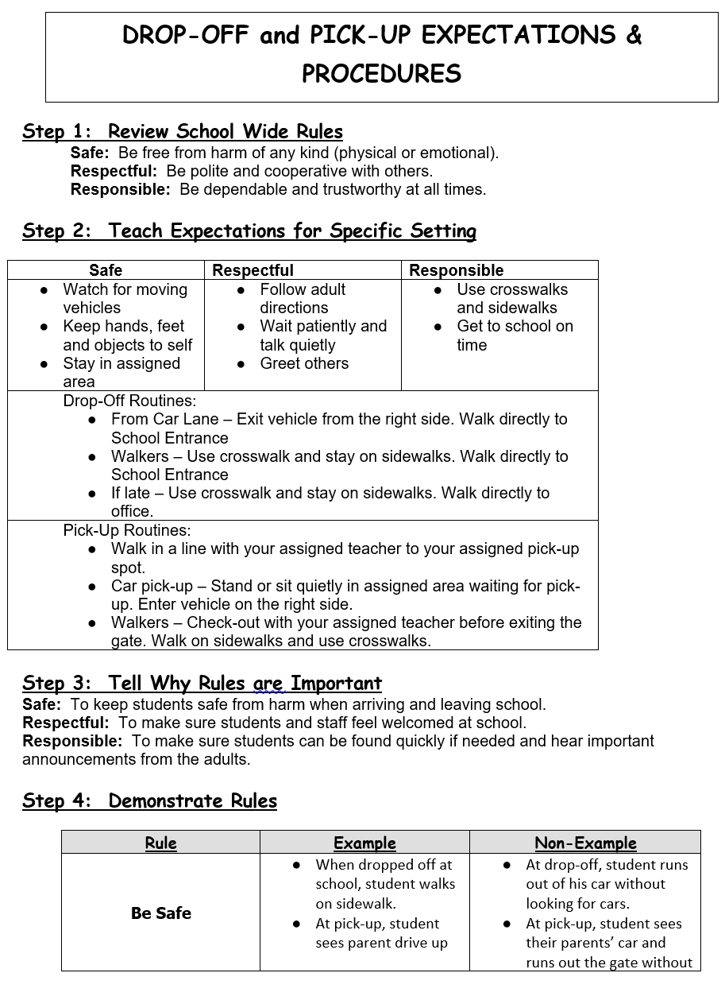 DROP-OFF and PICK-UP EXPECTATIONS &
PROCEDURES
Step 1:  Review School Wide Rules
Safe:  Be free from harm of any kind (physical or emotional).
Respectful:  Be polite and cooperative with others.
Responsible:  Be dependable and trustworthy at all times.
Step 2:  Teach Expectations for Specific Setting
Safe
● Watch for moving
vehicles
● Keep hands, feet
and objects to self
● Stay in assigned
area
Respectful
● Follow adult
directions
● Wait patiently and
talk quietly
● Greet others
Responsible
● Use crosswalks
and sidewalks
● Get to school on
time
Drop-Off Routines:
● From Car Lane – Exit vehicle from the right side. Walk directly to
School Entrance
● Walkers – Use crosswalk and stay on sidewalks. Walk directly to
School Entrance
● If late – Use crosswalk and stay on sidewalks. Walk directly to
office.
Pick-Up Routines:
● Walk in a line with your assigned teacher to your assigned pick-up
spot.
● Car pick-up – Stand or sit quietly in assigned area waiting for pick-
up. Enter vehicle on the right side.
● Walkers – Check-out with your assigned teacher before exiting the
gate. Walk on sidewalks and use crosswalks.
Step 3:  Tell Why Rules are Important
Safe:  To keep students safe from harm when arriving and leaving school.
Respectful:  To make sure students and staff feel welcomed at school.
Responsible:  To make sure students can be found quickly if needed and hear important
announcements from the adults.
Step 4:  Demonstrate Rules
Rule
Example
Non-Example
Be Safe
● When dropped off at
school, student walks
on sidewalk.
● At pick-up, student
sees parent drive up
● At drop-off, student runs
out of his car without
looking for cars.
● At pick-up, student sees
their parents’ car and
runs out the gate without